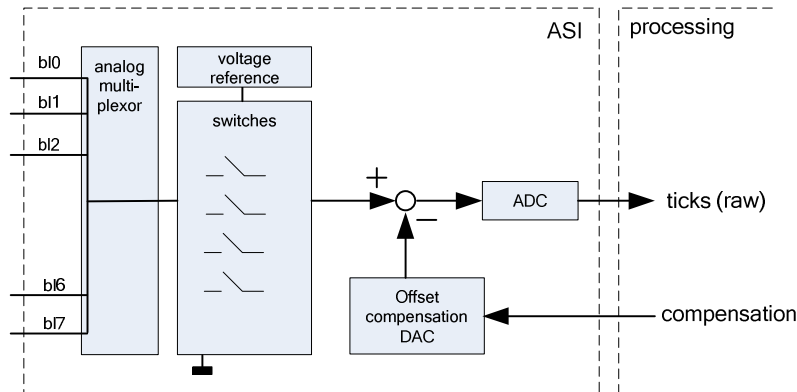 ASI
processing
bl0
bl1
bl2
bl6
bl7
analog
multi-
plexor
voltage
reference
switches
+
−
ADC
ticks (raw)
Offset
compensation
DAC
compensation